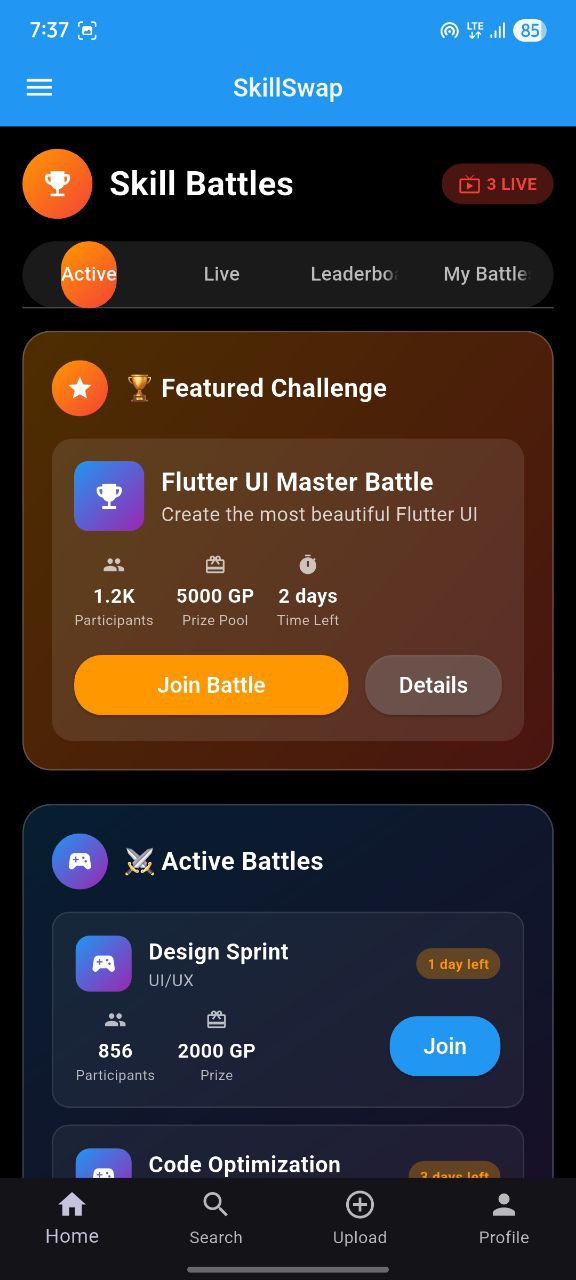 7:37 LTE 85
SkillSwap
Skill Battles 3 LIVE
Active Live Leaderbo My Battle
🏆 Featured Challenge
Flutter UI Master Battle
Create the most beautiful Flutter UI
1.2K 5000 GP 2 days
Participants Prize Pool Time Left
Join Battle Details
⚔️ Active Battles
Design Sprint 1 day left
UI/UX
856 2000 GP Join
Participants Prize
Code Optimization 3 days left
Home Search Upload Profile